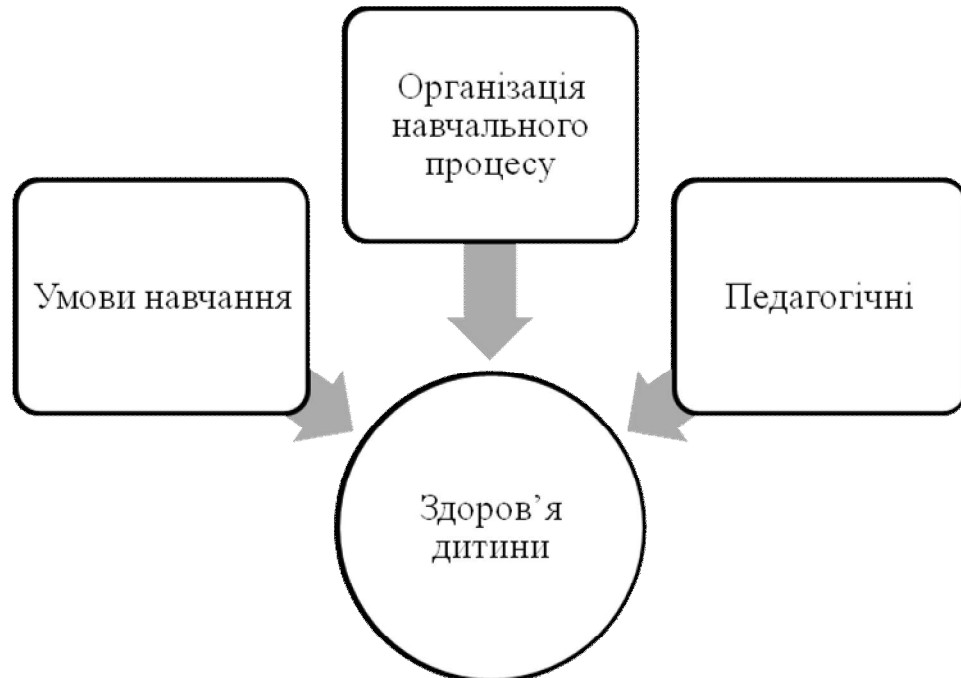 Організація
навчального
процесу
Умови навчання
Педагогічні
Здоров’я
дитини